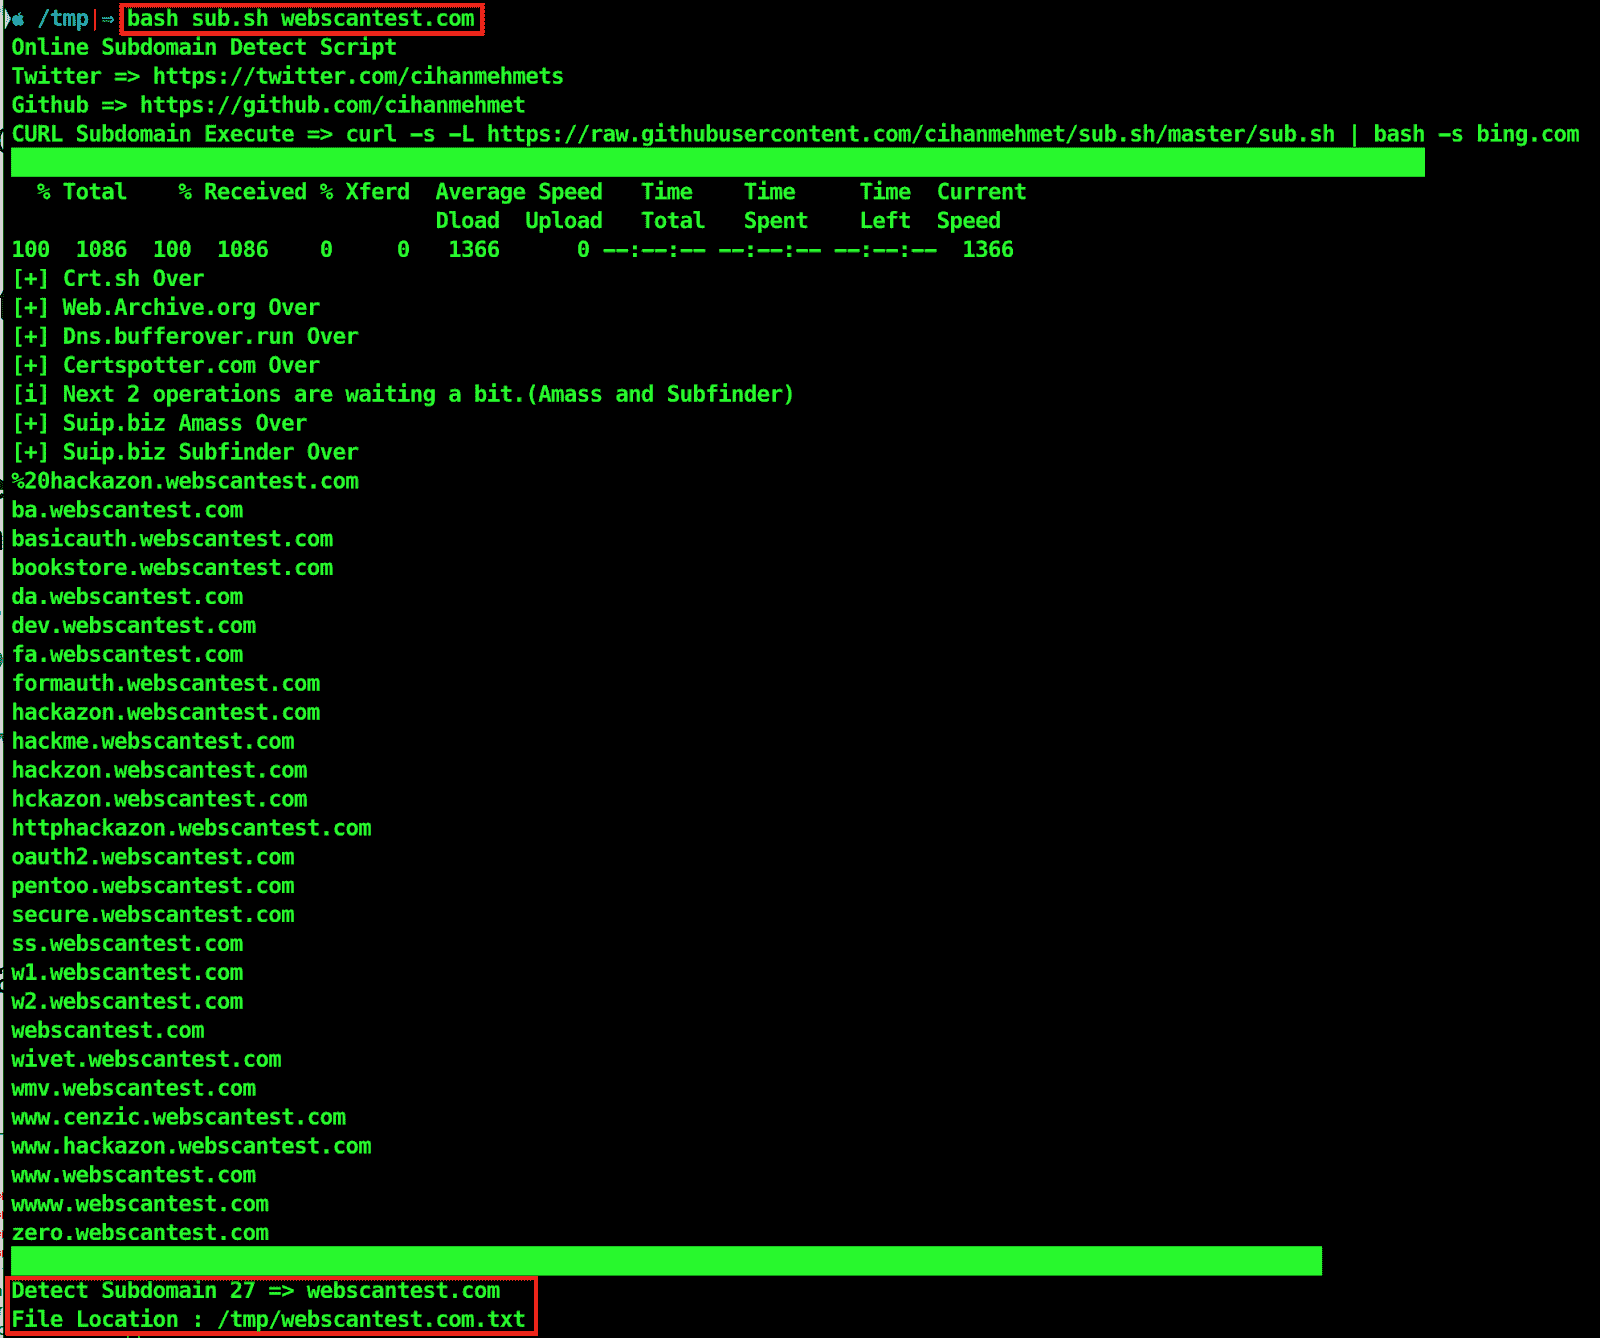 /tmp|⇒ bash sub.sh webscantest.com
Online Subdomain Detect Script
Twitter => https://twitter.com/cihanmehmets
Github => https://github.com/cihanmehmet
CURL Subdomain Execute => curl -s -L https://raw.githubusercontent.com/cihanmehmet/sub.sh/master/sub.sh | bash -s bing.com
  % Total    % Received % Xferd  Average Speed   Time    Time     Time  Current
                                 Dload  Upload   Total   Spent    Left  Speed
100  1086  100  1086    0     0   1366      0 --:--:-- --:--:-- --:--:--  1366
[+] Crt.sh Over
[+] Web.Archive.org Over
[+] Dns.bufferover.run Over
[+] Certspotter.com Over
[i] Next 2 operations are waiting a bit.(Amass and Subfinder)
[+] Suip.biz Amass Over
[+] Suip.biz Subfinder Over
%20hackazon.webscantest.com
ba.webscantest.com
basicauth.webscantest.com
bookstore.webscantest.com
da.webscantest.com
dev.webscantest.com
fa.webscantest.com
formauth.webscantest.com
hackazon.webscantest.com
hackme.webscantest.com
hackzon.webscantest.com
hckazon.webscantest.com
httphackazon.webscantest.com
oauth2.webscantest.com
pentoo.webscantest.com
secure.webscantest.com
ss.webscantest.com
w1.webscantest.com
w2.webscantest.com
webscantest.com
wivet.webscantest.com
wmv.webscantest.com
www.cenzic.webscantest.com
www.hackazon.webscantest.com
www.webscantest.com
wwww.webscantest.com
zero.webscantest.com
Detect Subdomain 27 => webscantest.com
File Location : /tmp/webscantest.com.txt